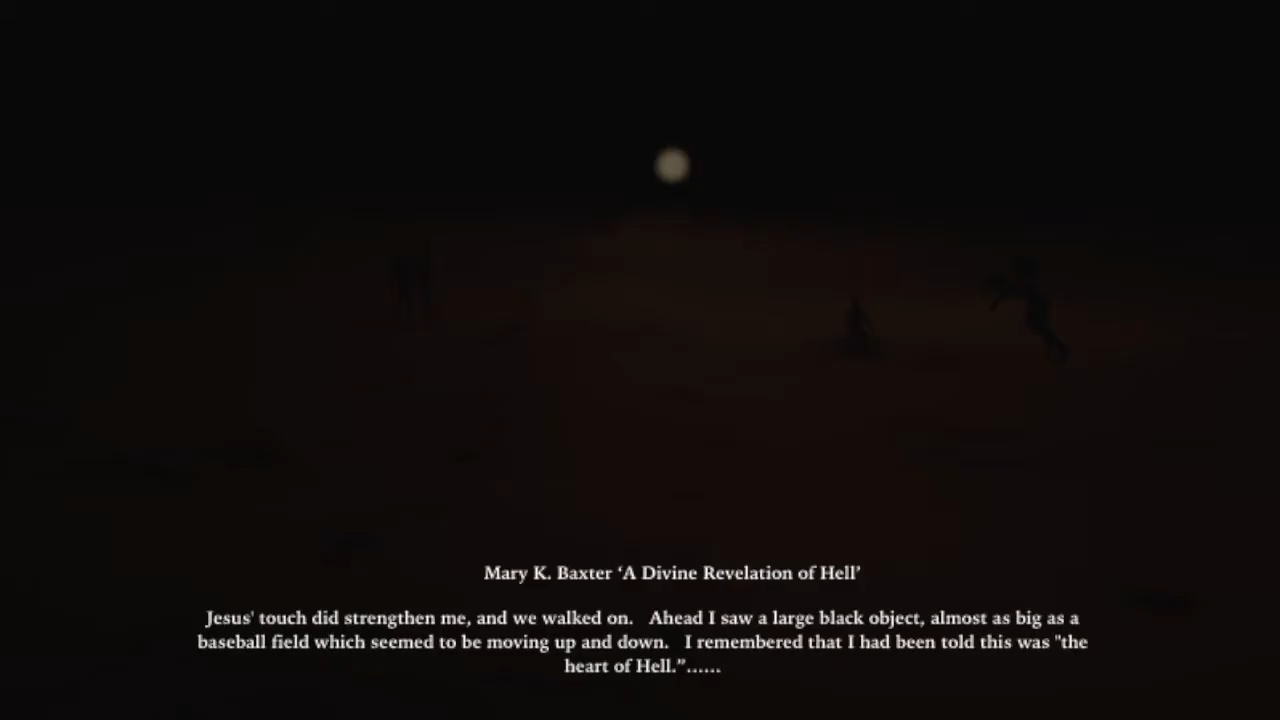 Mary K. Baxter ‘A Divine Revelation of Hell’
Jesus' touch did strengthen me, and we walked on.   Ahead I saw a large black object, almost as big as a
baseball field which seemed to be moving up and down.   I remembered that I had been told this was "the
heart of Hell.”......